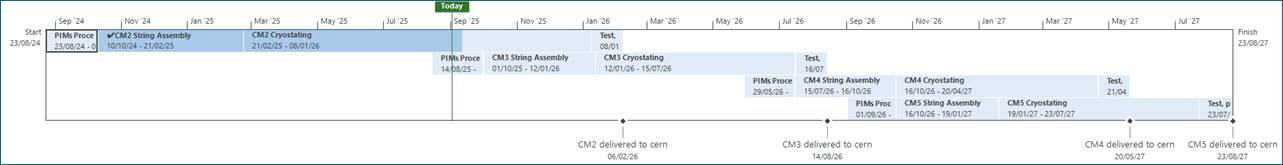 Today
Sep '24 Nov '24 Jan '25 Mar '25 May '25 Jul '25 Sep '25 Nov '25 Jan '26 Mar '26 May '26 Jul '26 Sep '26 Nov '26 Jan '27 Mar '27 May '27 Jul '27
Start
23/08/24
Finish
23/08/27
PIMs Proce
23/08/24 - 0
✔CM2 String Assembly
10/10/24 - 21/02/25
CM2 Cryostating
21/02/25 - 08/01/26
Test,
08/01
PIMs Proce
14/08/25 -
CM3 String Assembly
01/10/25 - 12/01/26
CM3 Cryostating
12/01/26 - 15/07/26
Test,
16/07
PIMs Proce
29/05/26 -
CM4 String Assembly
15/07/26 - 16/10/26
CM4 Cryostating
16/10/26 - 20/04/27
Test,
21/04
PIMs Proc
01/09/26 -
CM5 String Assembly
16/10/26 - 19/01/27
CM5 Cryostating
19/01/27 - 23/07/27
Test, p
23/07/
CM2 delivered to cern
06/02/26
CM3 delivered to cern
14/08/26
CM4 delivered to cern
20/05/27
CM5 delivered to cern
23/08/27